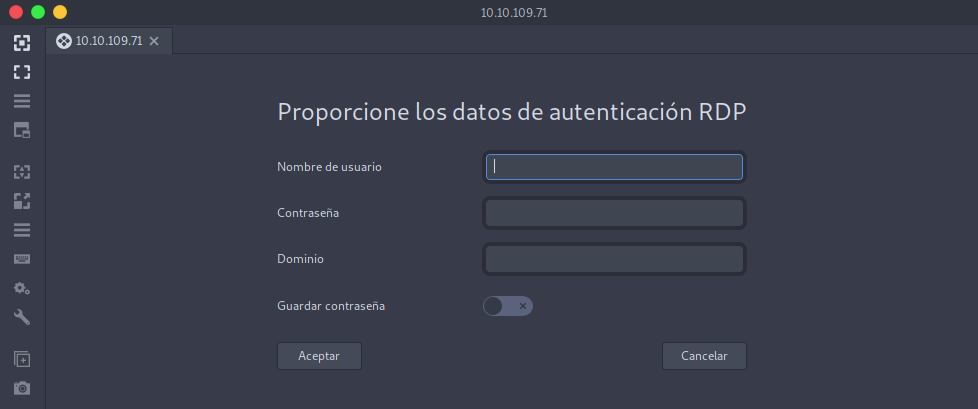 10.10.109.71
10.10.109.71
Proporcione los datos de autenticación RDP
Nombre de usuario
Contraseña
Dominio
Guardar contraseña
Aceptar
Cancelar